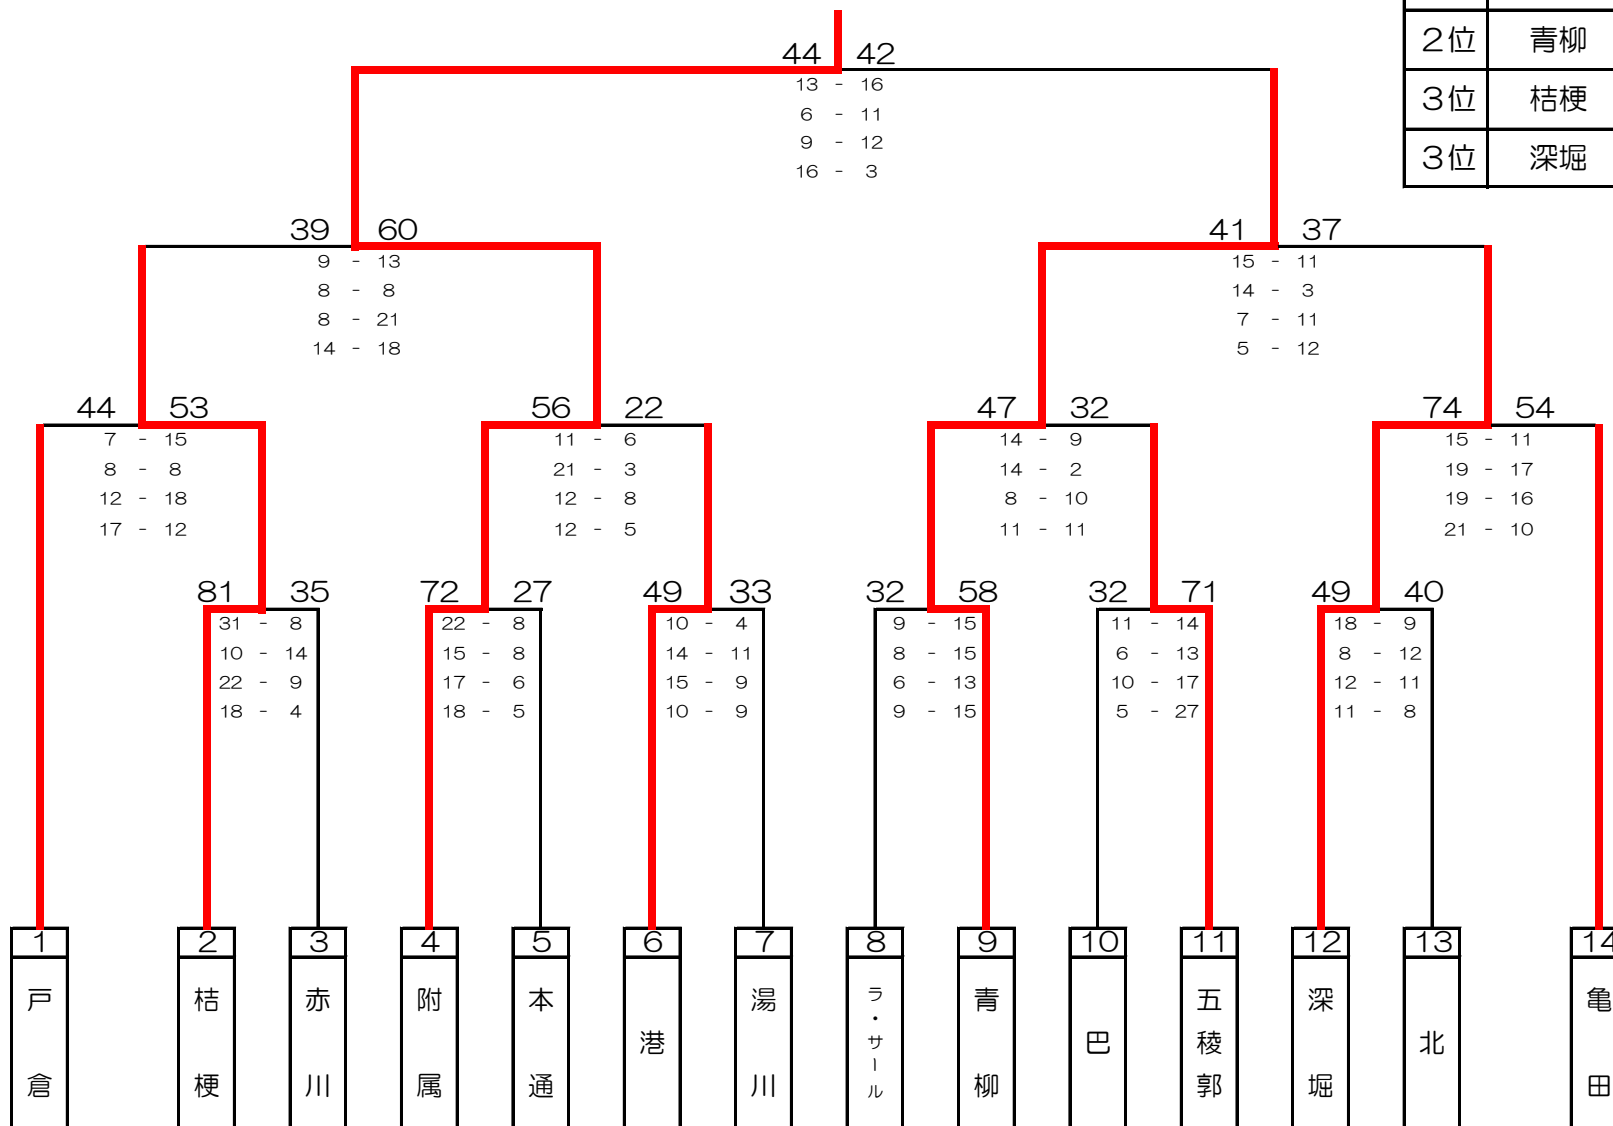 2位 青柳
3位 桔梗
3位 深堀
44 42
13 - 16
6 - 11
9 - 12
16 - 3
39 60
9 - 13
8 - 8
8 - 21
14 - 18
41 37
15 - 11
14 - 3
7 - 11
5 - 12
44 53
7 - 15
8 - 8
12 - 18
17 - 12
56 22
11 - 6
21 - 3
12 - 8
12 - 5
47 32
14 - 9
14 - 2
8 - 10
11 - 11
74 54
15 - 11
19 - 17
19 - 16
21 - 10
81 35
31 - 8
10 - 14
22 - 9
18 - 4
72 27
22 - 8
15 - 8
17 - 6
18 - 5
49 33
10 - 4
14 - 11
15 - 9
10 - 9
32 58
9 - 15
8 - 15
6 - 13
9 - 15
32 71
11 - 14
6 - 13
10 - 17
5 - 27
49 40
18 - 9
8 - 12
12 - 11
11 - 8
1 2 3 4 5 6 7 8 9 10 11 12 13 14
戸倉
桔梗
赤川
附属
本通
港
湯川
ラ・サール
青柳
巴
五稜郭
深堀
北
亀田